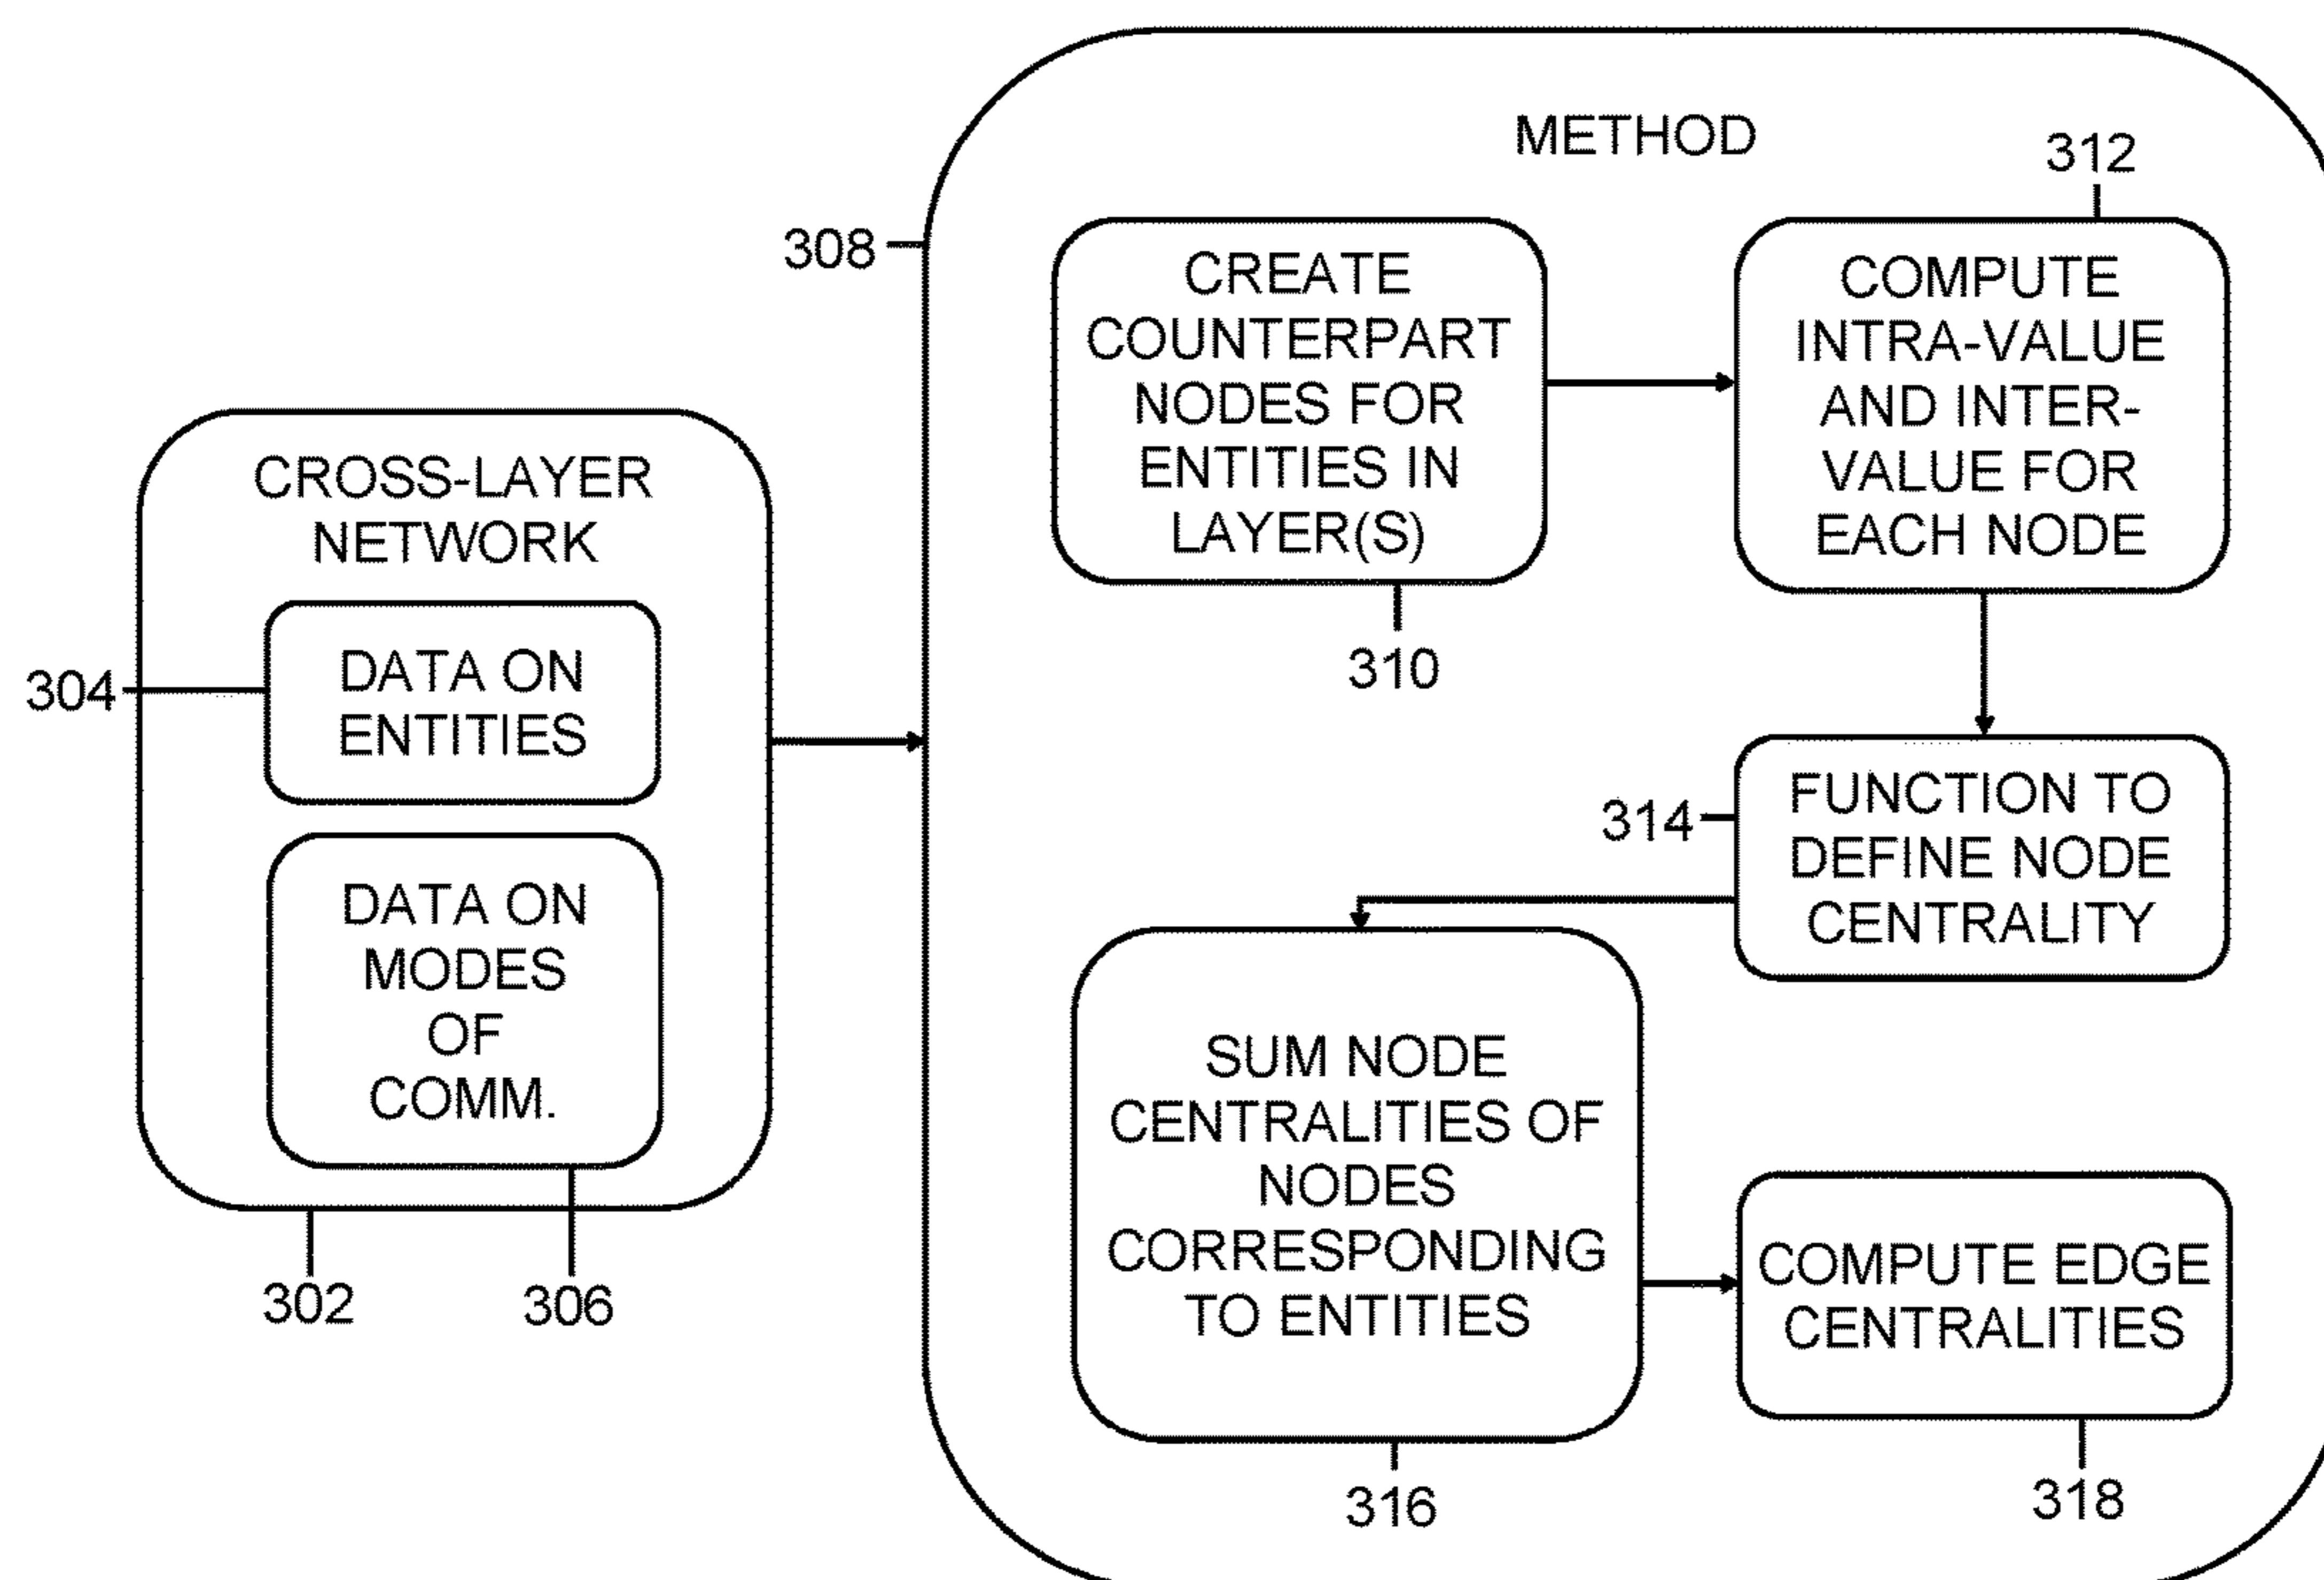 METHOD
312
308
CREATE
COUNTERPART
NODES FOR
ENTITIES IN
LAYER(S)
310
COMPUTE
INTRA-VALUE
AND INTER-
VALUE FOR
EACH NODE
CROSS-LAYER
NETWORK
304
DATA ON
ENTITIES
DATA ON
MODES
OF
COMM.
302
306
314
FUNCTION TO
DEFINE NODE
CENTRALITY
SUM NODE
CENTRALITIES OF
NODES
CORRESPONDING
TO ENTITIES
316
COMPUTE EDGE
CENTRALITIES
318